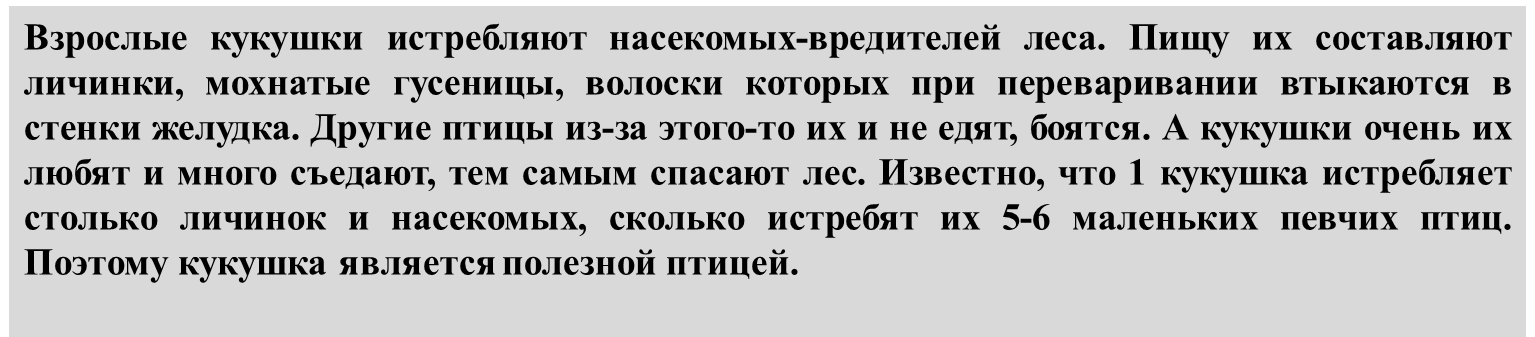 Взрослые кукушки истребляют насекомых-вредителей леса. Пищу их составляют
личинки, мохнатые гусеницы, волоски которых при переваривании втыкаются в
стенки желудка. Другие птицы из-за этого-то их и не едят, боятся. А кукушки очень их
любят и много съедают, тем самым спасают лес. Известно, что 1 кукушка истребляет
столько личинок и насекомых, сколько истребят их 5-6 маленьких певчих птиц.
Поэтому кукушка является полезной птицей.